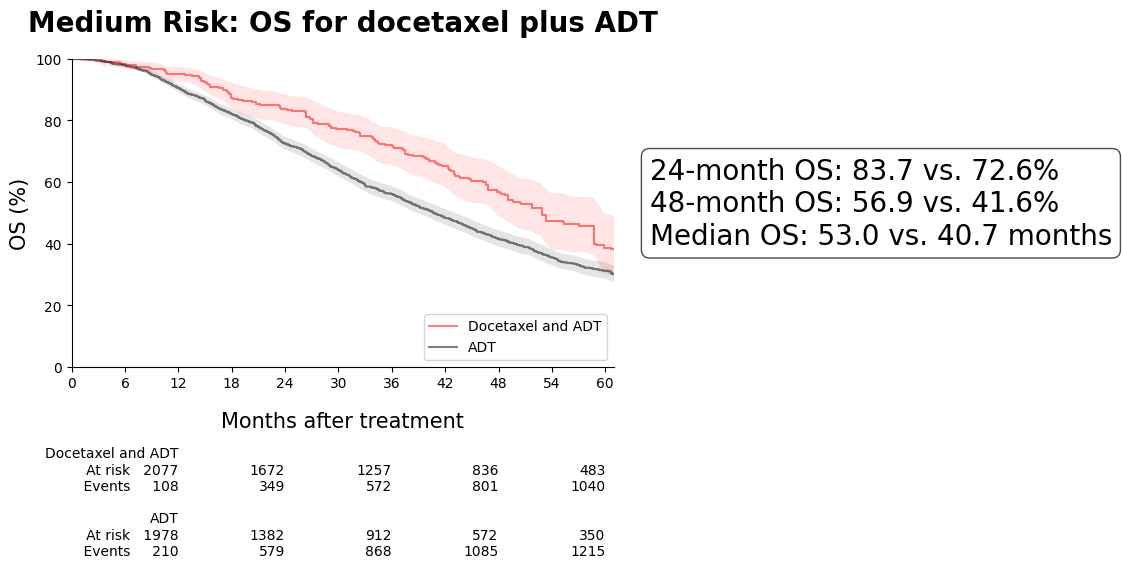 Medium Risk: OS for docetaxel plus ADT
100
80
60
40
20
0
OS (%)
0 6 12 18 24 30 36 42 48 54 60
Months after treatment
Docetaxel and ADT
ADT
24-month OS: 83.7 vs. 72.6%
48-month OS: 56.9 vs. 41.6%
Median OS: 53.0 vs. 40.7 months
Docetaxel and ADT
At risk 2077 1672 1257 836 483
Events 108 349 572 801 1040
ADT
At risk 1978 1382 912 572 350
Events 210 579 868 1085 1215